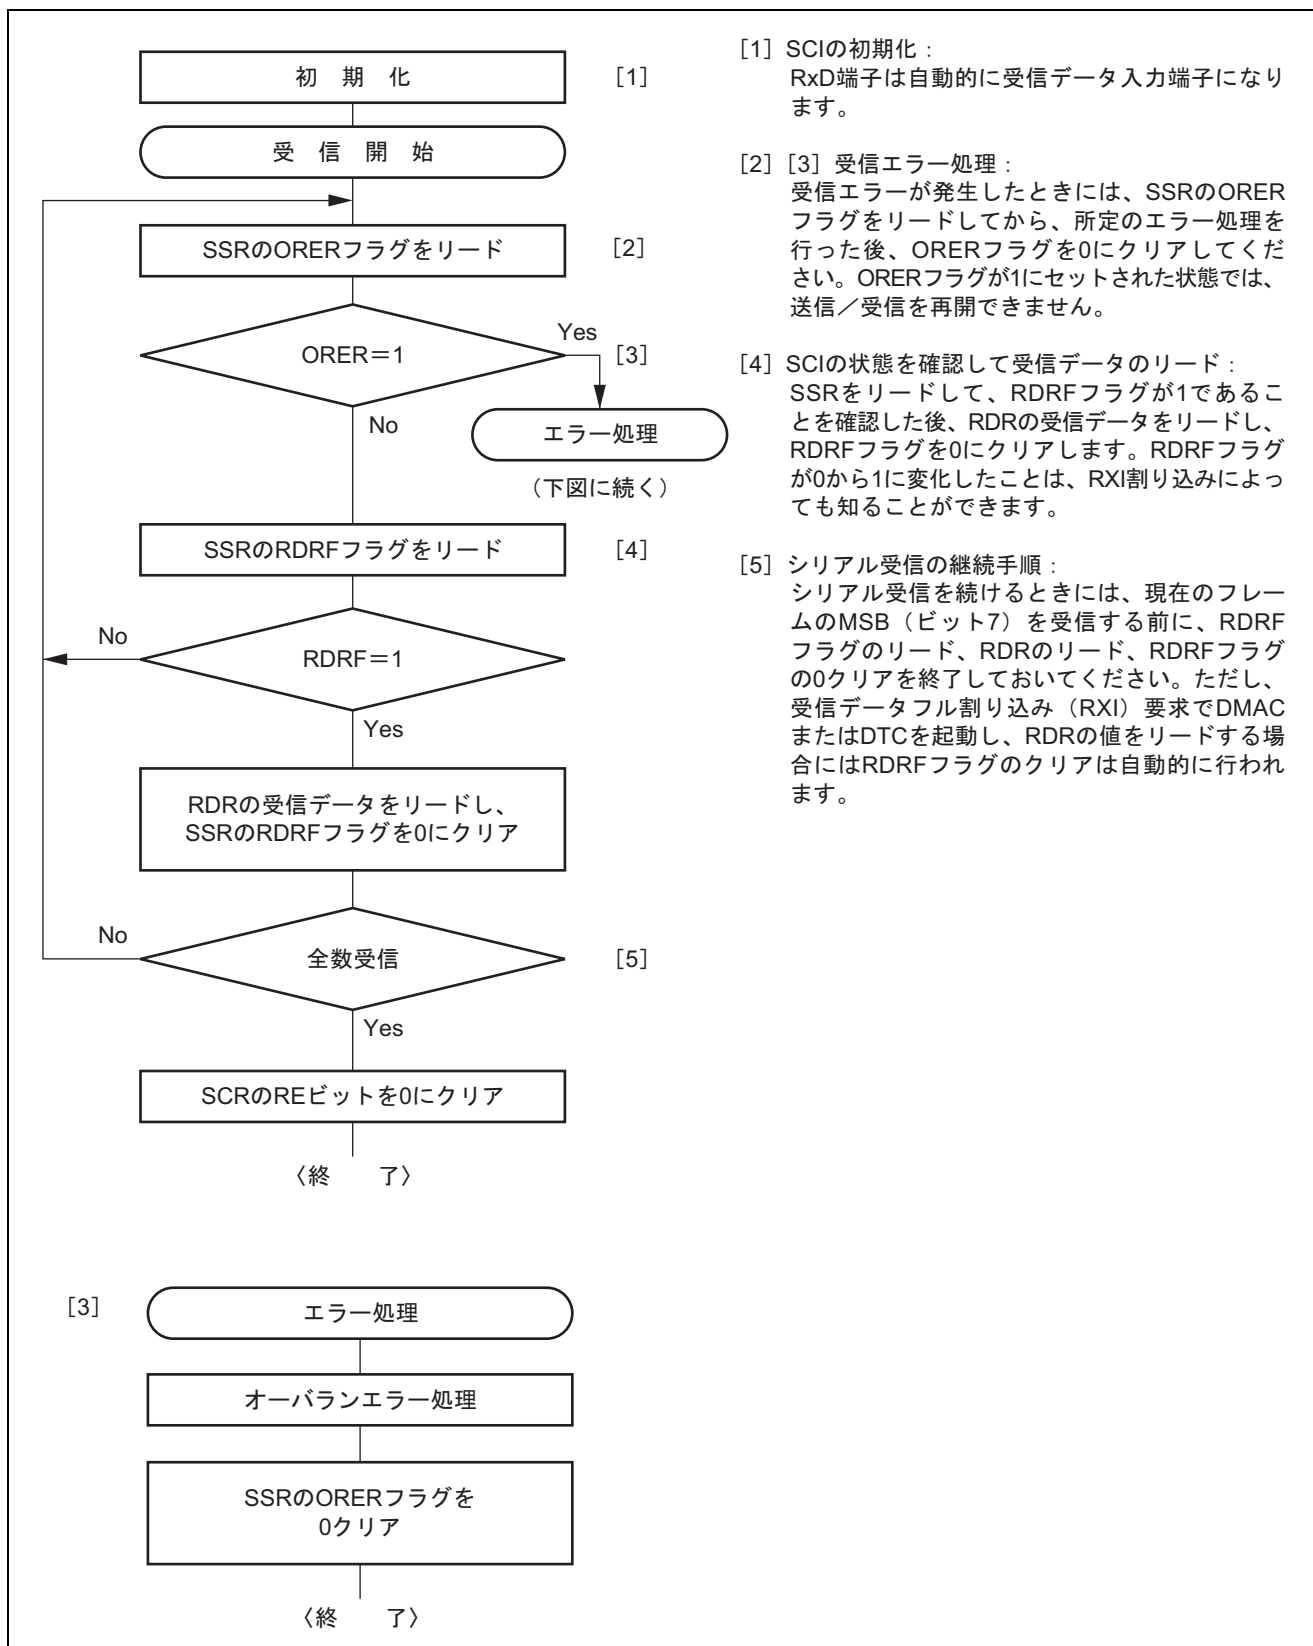 初 期 化
［1］
受 信 開 始
SSRのORERフラグをリード
［2］
ORER＝1
Yes
［3］
No
エラー処理
（下図に続く）
SSRのRDRFフラグをリード
［4］
No
RDRF＝1
Yes
RDRの受信データをリードし、
SSRのRDRFフラグを0にクリア
No
全数受信
［5］
Yes
SCRのREビットを0にクリア
〈終 了〉
［3］
エラー処理
オーバランエラー処理
SSRのORERフラグを
0クリア
〈終 了〉
［1］SCIの初期化：
RxD端子は自動的に受信データ入力端子になり
ます。
［2］［3］受信エラー処理：
受信エラーが発生したときには、SSRのORER
フラグをリードしてから、所定のエラー処理を
行った後、ORERフラグを0にクリアしてくだ
さい。ORERフラグが1にセットされた状態では、
送信／受信を再開できません。
［4］SCIの状態を確認して受信データのリード：
SSRをリードして、RDRFフラグが1であるこ
とを確認した後、RDRの受信データをリードし、
RDRFフラグを0にクリアします。RDRFフラグ
が0から1に変化したことは、RXI割り込みによっ
ても知ることができます。
［5］シリアル受信の継続手順：
シリアル受信を続けるときには、現在のフレー
ムのMSB（ビット7）を受信する前に、RDRF
フラグのリード、RDRのリード、RDRFフラグ
の0クリアを終了しておいてください。ただし、
受信データフル割り込み（RXI）要求でDMAC
またはDTCを起動し、RDRの値をリードする場
合にはRDRFフラグのクリアは自動的に行われ
ます。